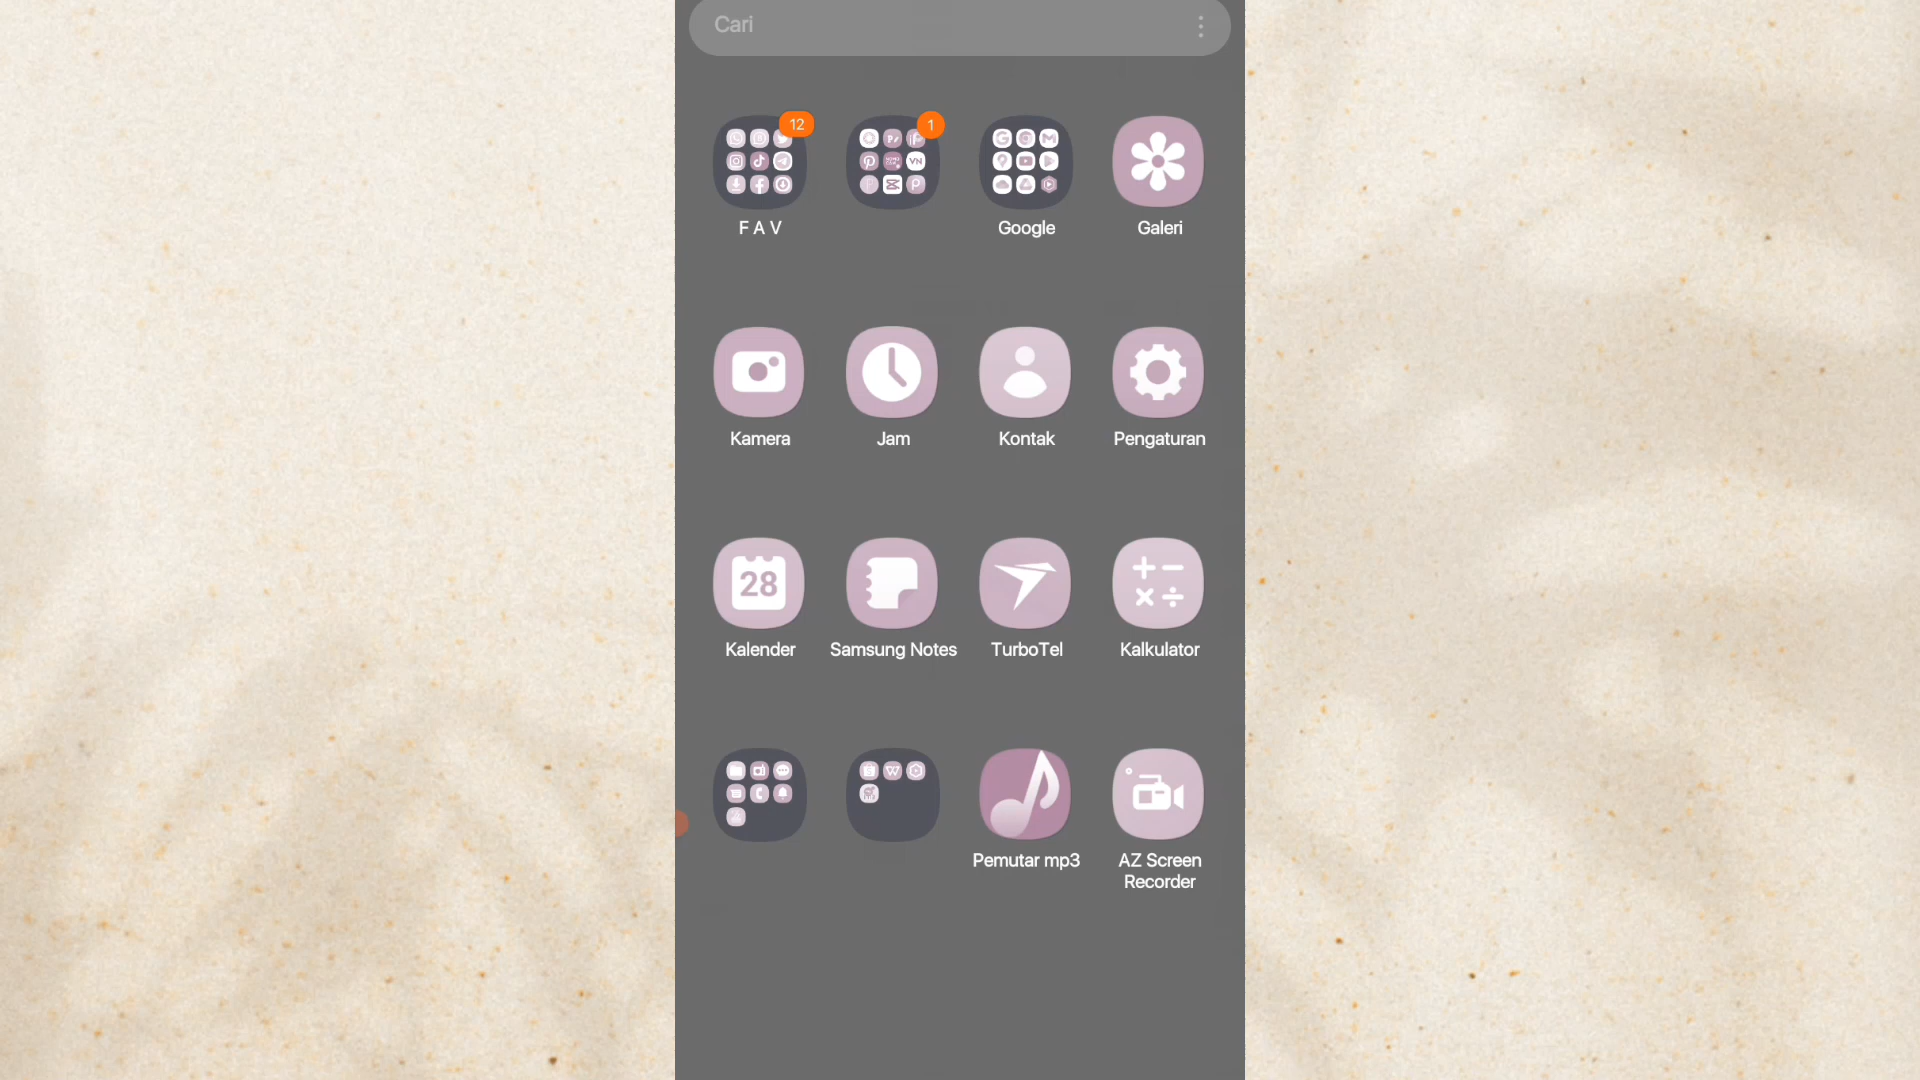 Cari
12
1
VN
F A V
Google
Galeri
Kamera
Jam
Kontak
Pengaturan
28
Kalender
Samsung Notes
TurboTel
Kalkulator
Pemutar mp3
AZ Screen
Recorder